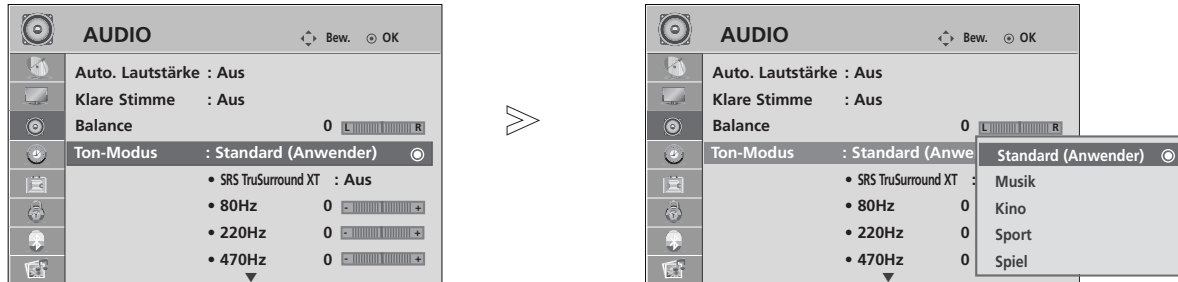 AUDIO Bew. OK
Auto. Lautstärke : Aus
Klare Stimme : Aus
Balance 0 L R
Ton-Modus : Standard (Anwender)
• SRS TruSurround XT : Aus
• 80Hz 0 - +
• 220Hz 0 - +
• 470Hz 0 - +
AUDIO Bew. OK
Auto. Lautstärke : Aus
Klare Stimme : Aus
Balance 0 L R
Ton-Modus : Standard (Anwe
• SRS TruSurround XT :
• 80Hz 0
• 220Hz 0
• 470Hz 0
Standard (Anwender)
Musik
Kino
Sport
Spiel